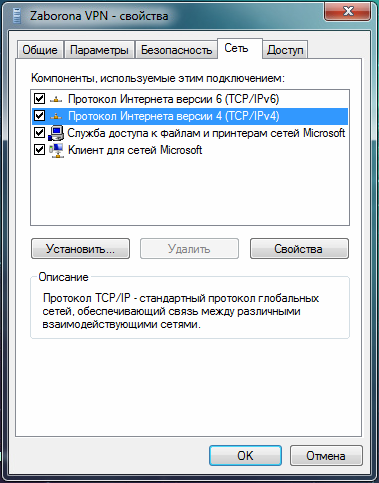 Zaborona VPN - свойства
Общие Параметры Безопасность Сеть Доступ
Компоненты, используемые этим подключением:
Протокол Интернета версии 6 (TCP/IPv6)
Протокол Интернета версии 4 (TCP/IPv4)
Служба доступа к файлам и принтерам сетей Microsoft
Клиент для сетей Microsoft
Установить... Удалить Свойства
Описание
Протокол TCP/IP - стандартный протокол глобальных
сетей, обеспечивающий связь между различными
взаимодействующими сетями.
OK Отмена